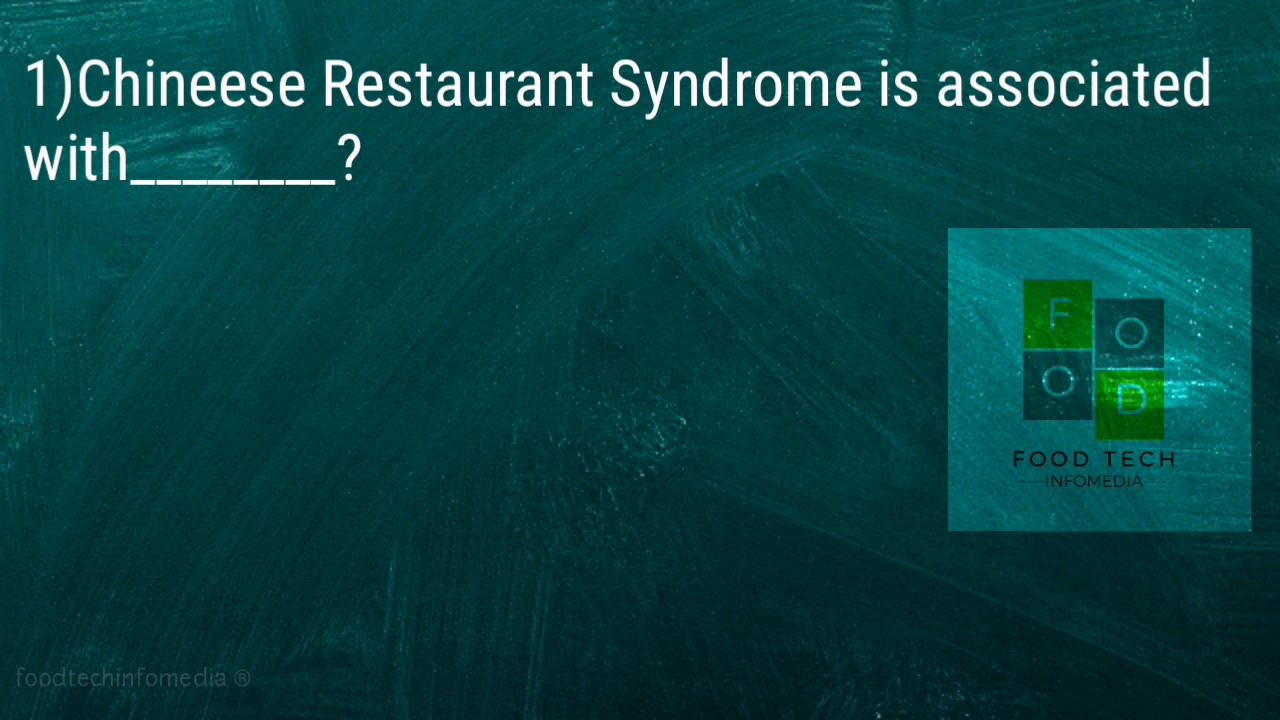 1)Chineese Restaurant Syndrome is associated
with________?
F
O
O
D
FOOD TECH
INFOMEDIA
foodtechinfomedia ®